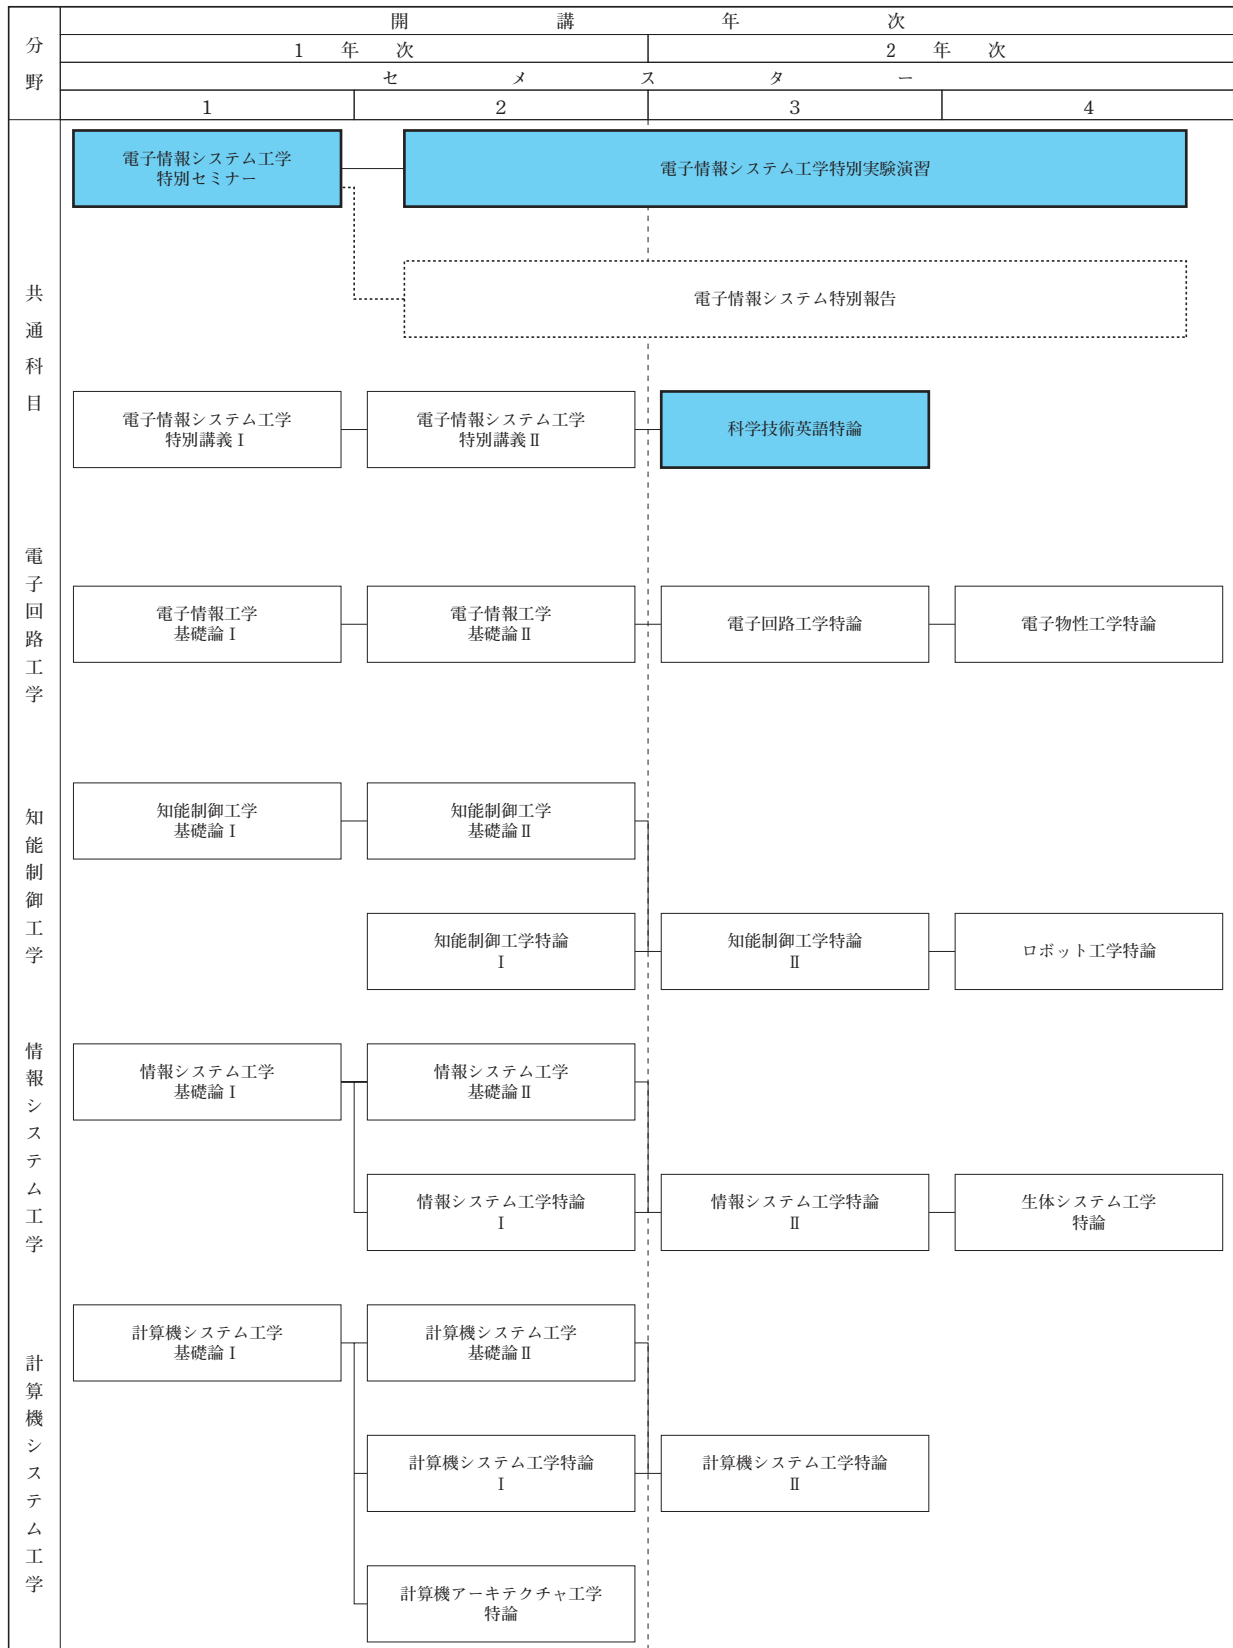 分野
開講年次
1年次
2年次
セメスター
1
2
3
4
共通科目
電子情報システム工学
特別セミナー
電子情報システム工学特別実験演習
電子情報システム特別報告
電子情報システム工学
特別講義Ⅰ
電子情報システム工学
特別講義Ⅱ
科学技術英語特論
電子回路工学
電子情報工学
基礎論Ⅰ
電子情報工学
基礎論Ⅱ
電子回路工学特論
電子物性工学特論
知能制御工学
知能制御工学
基礎論Ⅰ
知能制御工学
基礎論Ⅱ
知能制御工学特論
Ⅰ
知能制御工学特論
Ⅱ
ロボット工学特論
情報システム工学
情報システム工学
基礎論Ⅰ
情報システム工学
基礎論Ⅱ
情報システム工学特論
Ⅰ
情報システム工学特論
Ⅱ
生体システム工学
特論
計算機システム工学
計算機システム工学
基礎論Ⅰ
計算機システム工学
基礎論Ⅱ
計算機システム工学特論
Ⅰ
計算機システム工学特論
Ⅱ
計算機アーキテクチャ工学
特論